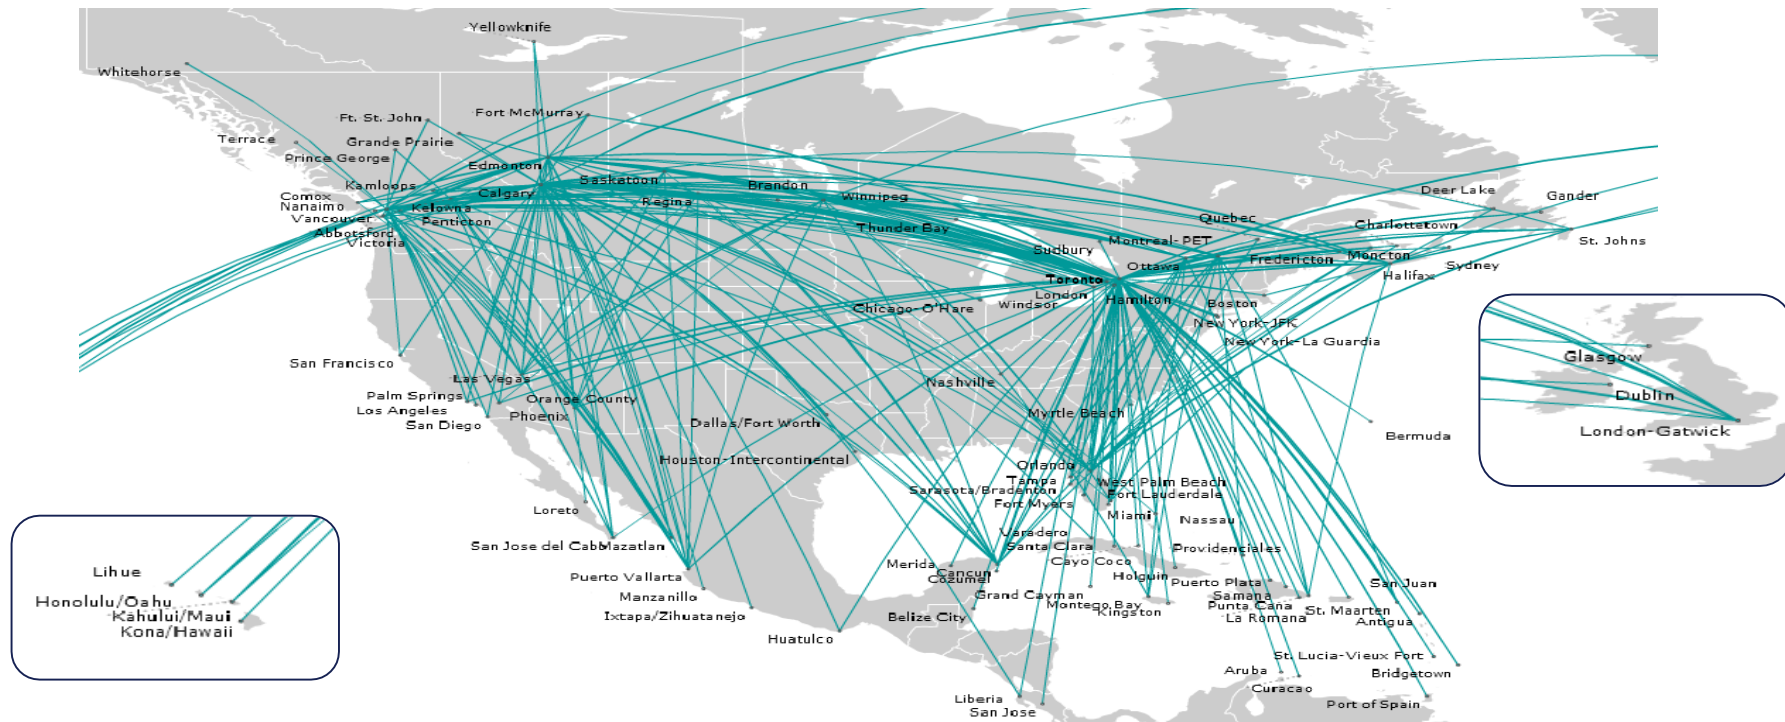 Yellowknife
Whitehorse
Ft. St. John
Fort McMurray
Terrace
Grande Prairie
Prince George
Edmonton
Kamloops
Calgary
Saskatoon
Brandon
Comox
Nanaimo
Kelowna
Regina
Winnipeg
Deer Lake
Gander
Vancouver
Penticton
Abbotsford
Victoria
Thunder Bay
Quebec
Charlottetown
Sudbury
Montreal-PET
St. Johns
Ottawa
Fredericton
Moncton
Sydney
Toronto
Halifax
London
Hamilton
Windsor
Boston
Chicago-O'Hare
New York-JFK
New York-La Guardia
San Francisco
Las Vegas
Nashville
Palm Springs
Orange County
Los Angeles
Phoenix
San Diego
Dallas/Fort Worth
Myrtle Beach
Bermuda
Houston-Intercontinental
Orlando
Tampa
West Palm Beach
Sarasota/Bradenton
Fort Lauderdale
Fort Myers
Miami
Nassau
Loreto
San Jose del Cabo
Mazatlan
Varadero
Santa Clara
Providenciales
Cayo Coco
Merida
Cancun
Cozumel
Holguin
Puerto Vallarta
Manzanillo
Grand Cayman
Puerto Plata
San Juan
Samana
Montego Bay
Punta Cana
Kingston
St. Maarten
Ixtapa/Zihuatanejo
Belize City
La Romana
Antigua
Huatulco
St. Lucia-Vieux Fort
Aruba
Bridgetown
Curacao
Liberia
San Jose
Port of Spain
Glasgow
Dublin
London-Gatwick
Lihue
Honolulu/Oahu
Kahului/Maui
Kona/Hawaii